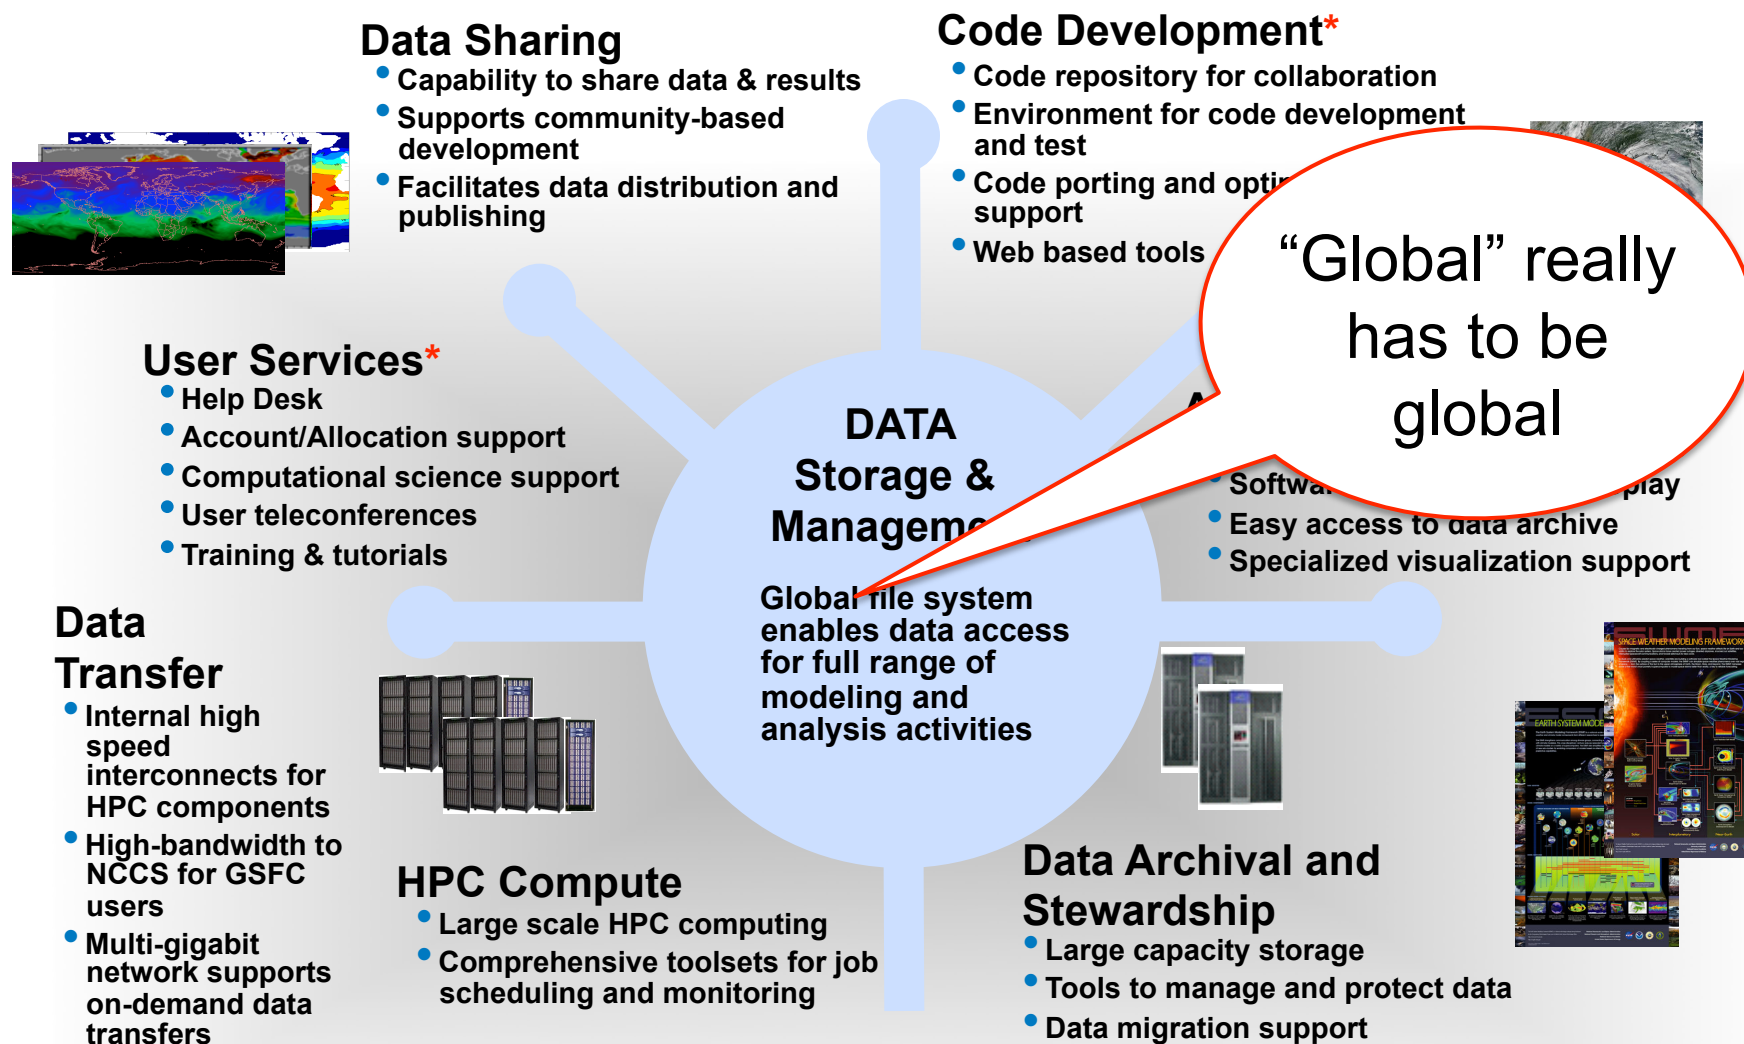 Data Sharing
• Capability to share data & results
• Supports community-based
development
• Facilitates data distribution and
publishing
Code Development*
• Code repository for collaboration
• Environment for code development
and test
• Code porting and
support
• Web based tools
“Global” really
has to be
global
User Services*
• Help Desk
• Account/Allocation support
• Computational science support
• User teleconferences
• Training & tutorials
DATA
Storage &
Global file system
enables data access
for full range of
modeling and
analysis activities
• Easy access to data archive
• Specialized visualization support
Data
Transfer
• Internal high
speed
interconnects for
HPC components
• High-bandwidth to
NCCS for GSFC
users
• Multi-gigabit
network supports
on-demand data
transfers
HPC Compute
• Large scale HPC computing
• Comprehensive toolsets for job
scheduling and monitoring
Data Archival and
Stewardship
• Large capacity storage
• Tools to manage and protect data
• Data migration support
SPACE WEATHER MODELING FRAMEWORK
EARTH SYSTEM